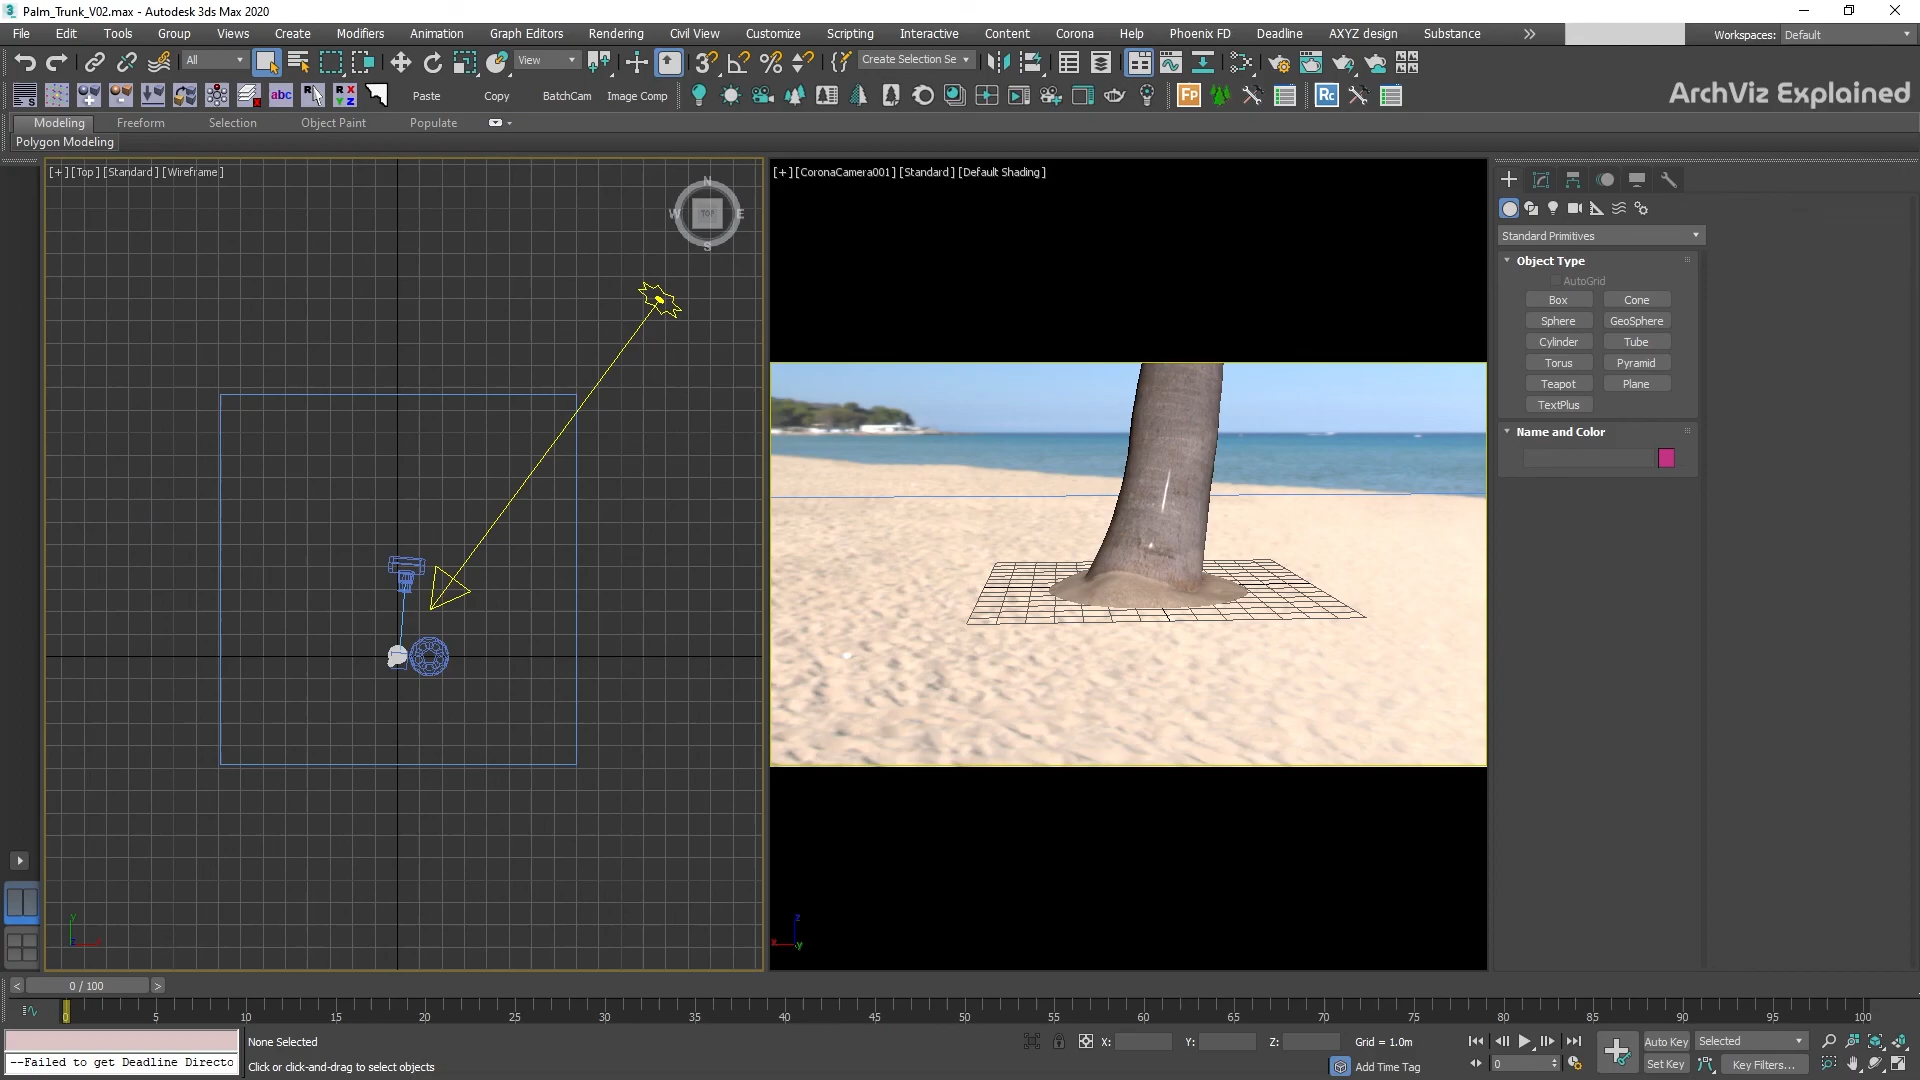 Palm_Trunk_V02.max - Autodesk 3ds Max 2020
File Edit Tools Group Views Create Modifiers Animation Graph Editors Rendering Civil View Customize Scripting Interactive Content Corona Help Phoenix FD Deadline AXYZ design Substance Workspaces: Default
All View Create Selection Se
abc Paste Copy BatchCam Image Comp Fp Rc ArchViz Explained
Modeling Freeform Selection Object Paint Populate
Polygon Modeling
[+] [Top] [Standard] [Wireframe]
[+] [CoronaCamera001] [Standard] [Default Shading]
N
W TOP E
S
Standard Primitives
Object Type
AutoGrid
Box Cone
Sphere GeoSphere
Cylinder Tube
Torus Pyramid
Teapot Plane
TextPlus
Name and Color
y
z
x y
< 0 / 100 >
0 5 10 15 20 25 30 35 40 45 50 55 60 65 70 75 80 85 90 95 100
None Selected X: Y: Z: Grid = 1.0m Auto Key Selected
--Failed to get Deadline Directo Click or click-and-drag to select objects Add Time Tag 0 Set Key Key Filters...